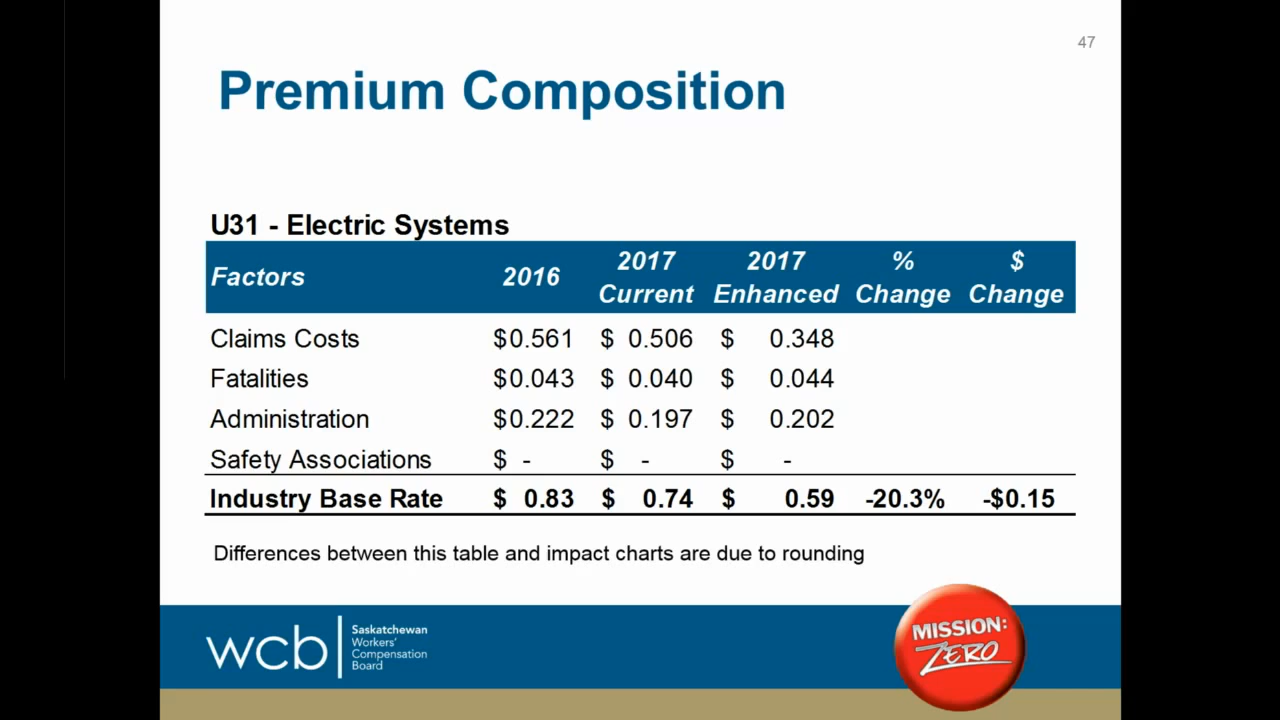 47
Premium Composition
U31 - Electric Systems
Factors 2016 2017 Current 2017 Enhanced % Change $ Change
Claims Costs $0.561 $ 0.506 $ 0.348
Fatalities $0.043 $ 0.040 $ 0.044
Administration $0.222 $ 0.197 $ 0.202
Safety Associations $ - $ - $ -
Industry Base Rate $ 0.83 $ 0.74 $ 0.59 -20.3% -$0.15
Differences between this table and impact charts are due to rounding
wcb
Saskatchewan
Workers'
Compensation
Board
MISSION:
ZERO